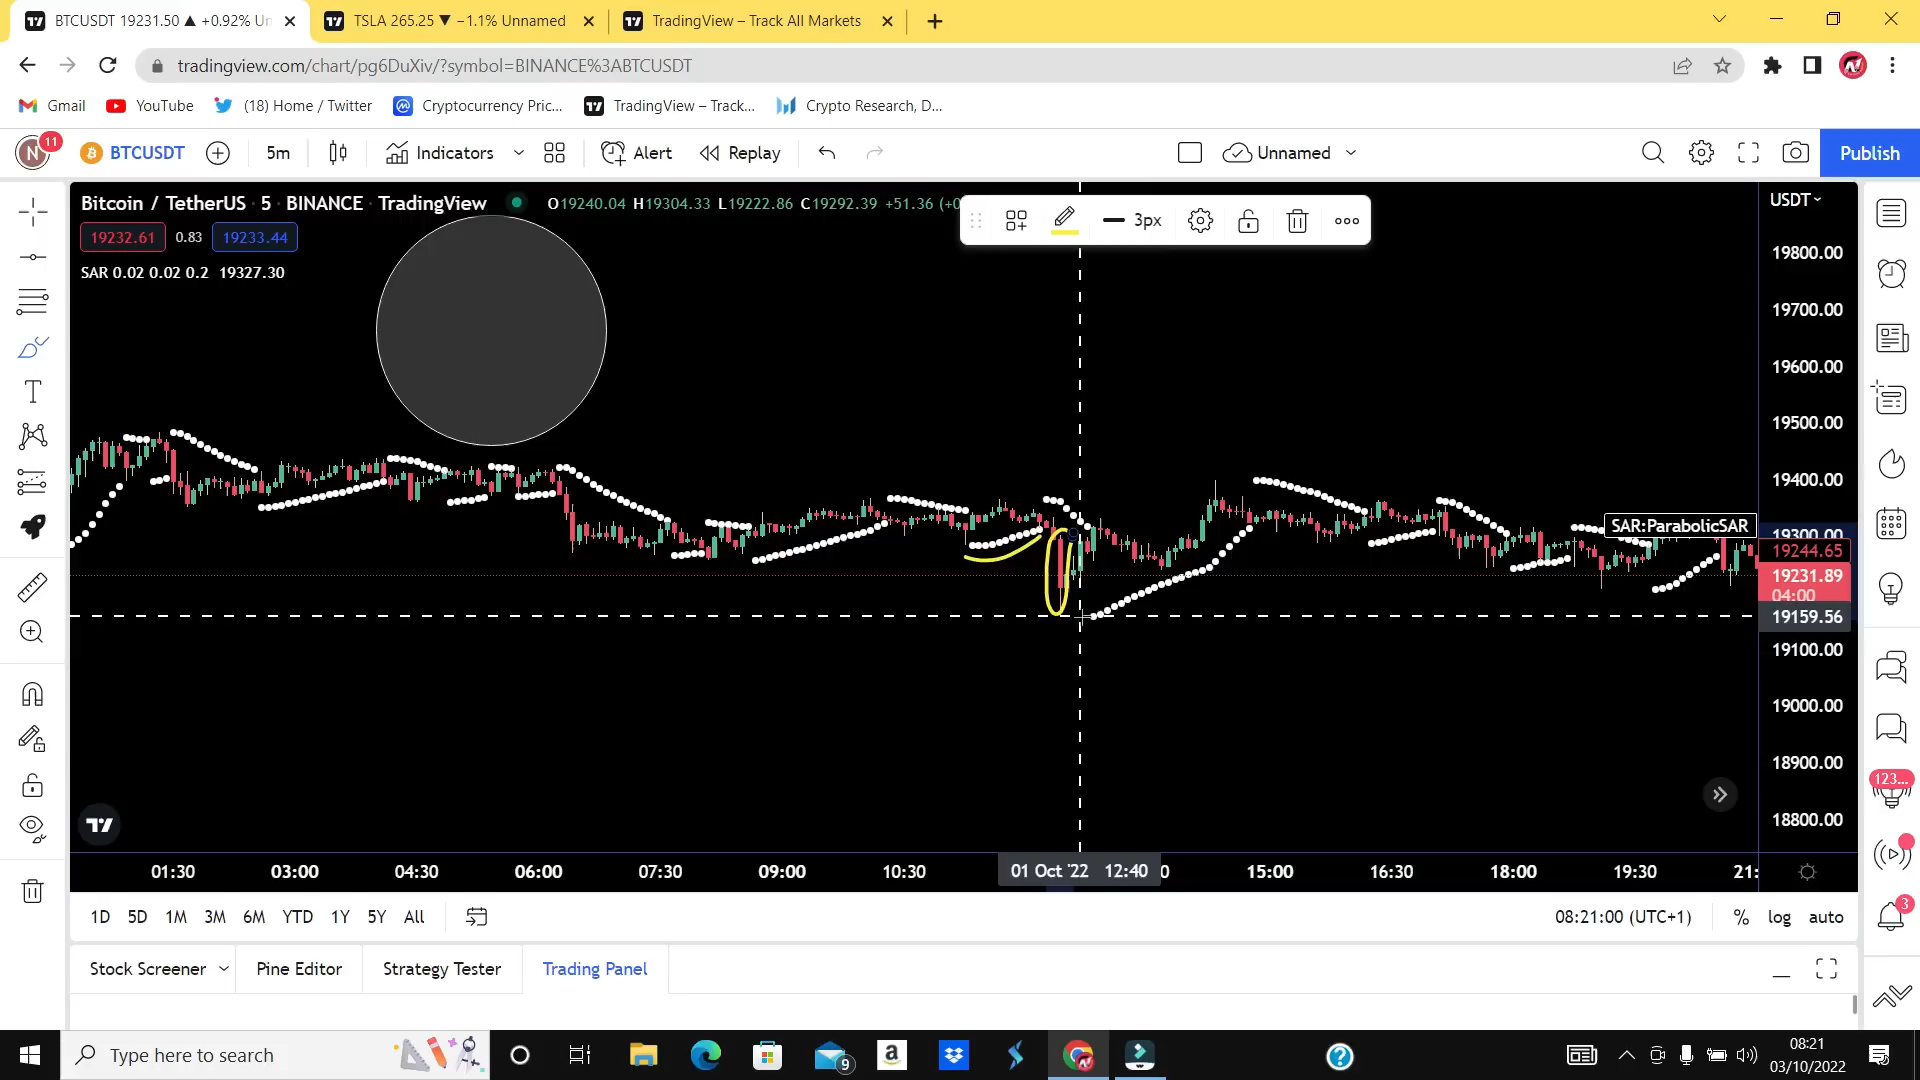 BTCUSDT 19231.50 ▲ +0.92% Un
TSLA 265.25 ▼ −1.1% Unnamed
TradingView – Track All Markets
tradingview.com/chart/pg6DuXiv/?symbol=BINANCE%3ABTCUSDT
Gmail
YouTube
(18) Home / Twitter
Cryptocurrency Pric...
TradingView – Track...
Crypto Research, D...
N
11
BTCUSDT
5m
Indicators
Alert
Replay
Unnamed
Publish
Bitcoin / TetherUS · 5 · BINANCE · TradingView
O19240.04 H19304.33 L19222.86 C19292.39 +51.36 (+0
3px
USDT
19232.61
0.83
19233.44
SAR 0.02 0.02 0.2 19327.30
19800.00
19700.00
19600.00
19500.00
19400.00
19300.00
SAR:ParabolicSAR
19244.65
19231.89
04:00
19159.56
19100.00
19000.00
18900.00
18800.00
123...
01:30
03:00
04:30
06:00
07:30
09:00
10:30
01 Oct '22 12:40
0
15:00
16:30
18:00
19:30
21:
1D
5D
1M
3M
6M
YTD
1Y
5Y
All
08:21:00 (UTC+1)
%
log
auto
3
Stock Screener
Pine Editor
Strategy Tester
Trading Panel
Type here to search
9
08:21
03/10/2022